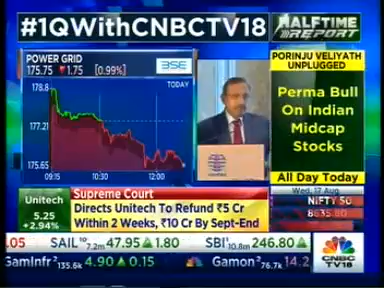 #1QWithCNBCTV18
HALFTIME
REPORT
POWER GRID
175.75 ▼1.75 [0.99%]
BSE
TODAY
178.8
177.21
175.65
09:15 10:30 12:00
PORINJU VELIYATH
UNPLUGGED
Perma Bull
On Indian
Midcap
Stocks
All Day Today
Unitech
5.25
+2.94%
Supreme Court
Directs Unitech To Refund ₹5 Cr
Within 2 Weeks, ₹10 Cr By Sept-End
Wed, 17 Aug
NIFTY 50
.05 SAIL 7.2m 47.95▲1.80 SBI 10.8m 246.80▲
GamInfr 135.6k 4.90▲0.15 Gamon 76.7k 14.2
CNBC
TV18